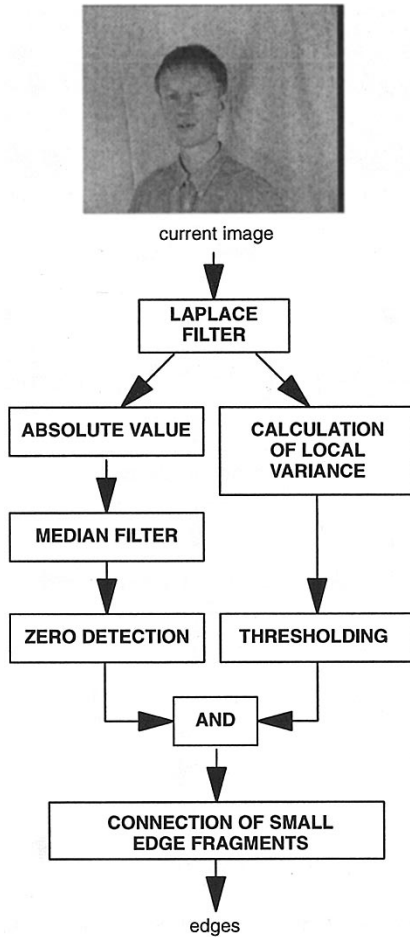 current image
LAPLACE
FILTER
ABSOLUTE VALUE
CALCULATION
OF LOCAL
VARIANCE
MEDIAN FILTER
ZERO DETECTION
THRESHOLDING
AND
CONNECTION OF SMALL
EDGE FRAGMENTS
edges